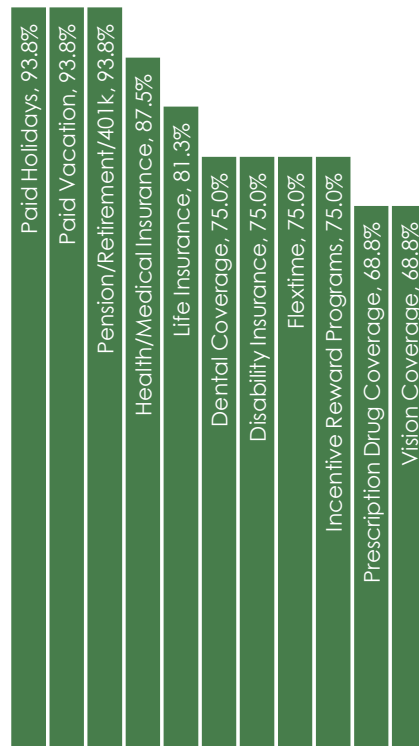 Paid Holidays, 93.8%
Paid Vacation, 93.8%
Pension/Retirement/401k, 93.8%
Health/Medical Insurance, 87.5%
Life Insurance, 81.3%
Dental Coverage, 75.0%
Disability Insurance, 75.0%
Flextime, 75.0%
Incentive Reward Programs, 75.0%
Prescription Drug Coverage, 68.8%
Vision Coverage, 68.8%